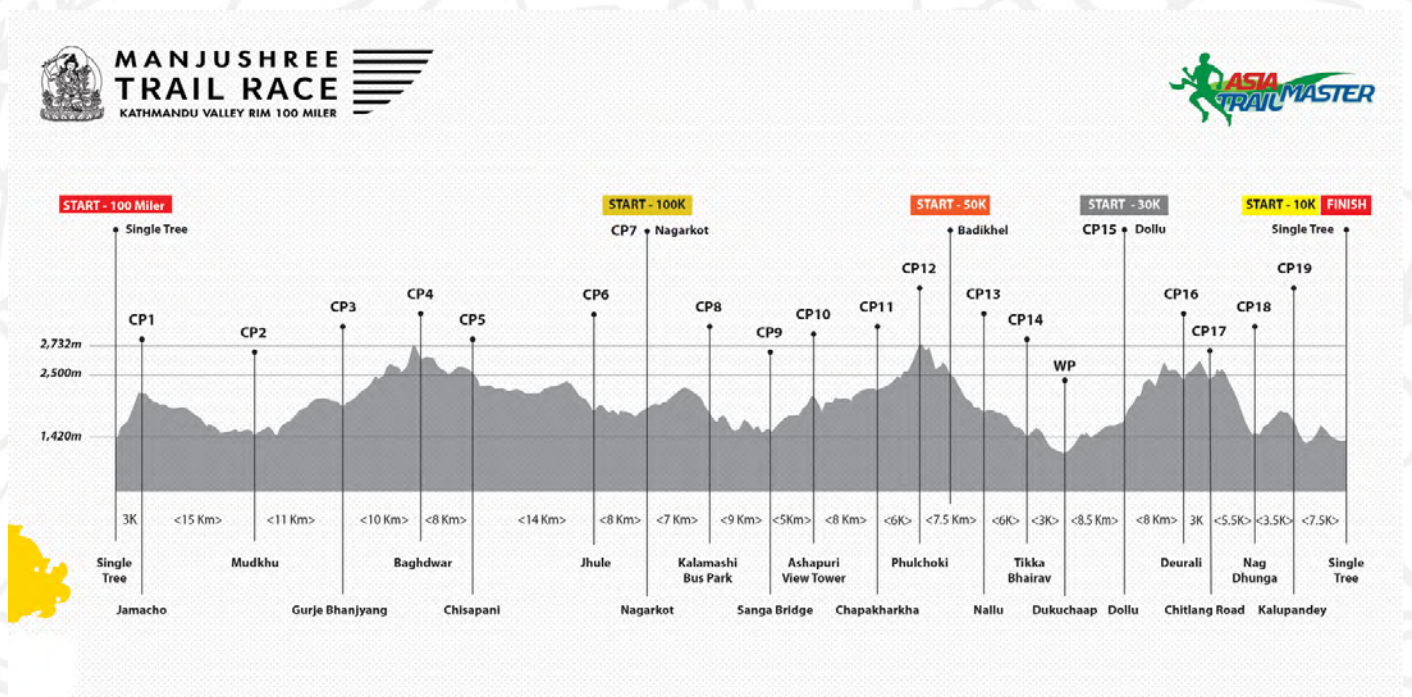 MANJUSHREE
TRAIL RACE
KATHMANDU VALLEY RIM 100 MILER
ASIA
TRAILMASTER
START - 100 Miler
START - 100K
START - 50K
START - 30K
START - 10K
FINISH
Single Tree
CP7 Nagarkot
Badikhel
CP15 Dollu
Single Tree
CP1
CP2
CP3
CP4
CP5
CP6
CP8
CP9
CP10
CP11
CP12
CP13
CP14
WP
CP16
CP17
CP18
CP19
2,732m
2,500m
1,420m
3K <15 Km> <11 Km> <10 Km> <8 Km> <14 Km> <8 Km> <7 Km> <9 Km> <5Km> <8 Km> <6K> <7.5 Km> <6K> <3K> <8.5 Km> <8 Km> 3K <5.5K> <3.5K> <7.5K>
Single
Tree
Mudkhu
Baghdwar
Jhule
Kalamashi
Bus Park
Ashapuri
View Tower
Phulchoki
Tikka
Bhairav
Deurali
Nag
Dhunga
Single
Tree
Jamacho
Gurje Bhanjyang
Chisapani
Nagarkot
Sanga Bridge
Chapakharkha
Nallu
Dukuchaap
Dollu
Chitlang Road
Kalupandey